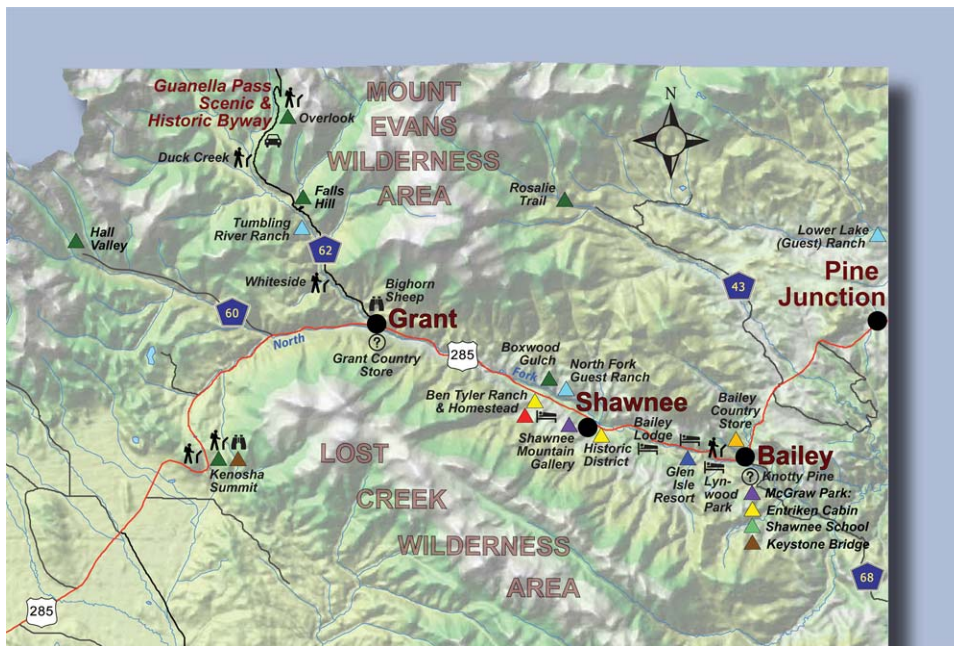 Guanella Pass
Scenic &
Historic Byway
Overlook
MOUNT
EVANS
WILDERNESS
AREA
N
Duck Creek
Falls
Hill
Rosalie
Trail
Tumbling
River Ranch
Hall
Valley
Lower Lake
(Guest) Ranch
62
Whiteside
Pine
Junction
43
Bighorn
Sheep
60
Grant
North
Grant Country
Store
?
285
Boxwood
Gulch
North Fork
Guest Ranch
Fork
Ben Tyler Ranch
& Homestead
Shawnee
Bailey
Country
Store
Bailey
Lodge
Shawnee
Mountain
Gallery
Historic
District
Glen
Isle
Resort
Lyn-
wood
Park
Bailey
? Knotty Pine
McGraw Park:
Entriken Cabin
Shawnee School
Keystone Bridge
Kenosha
Summit
LOST
CREEK
WILDERNESS
AREA
68
285